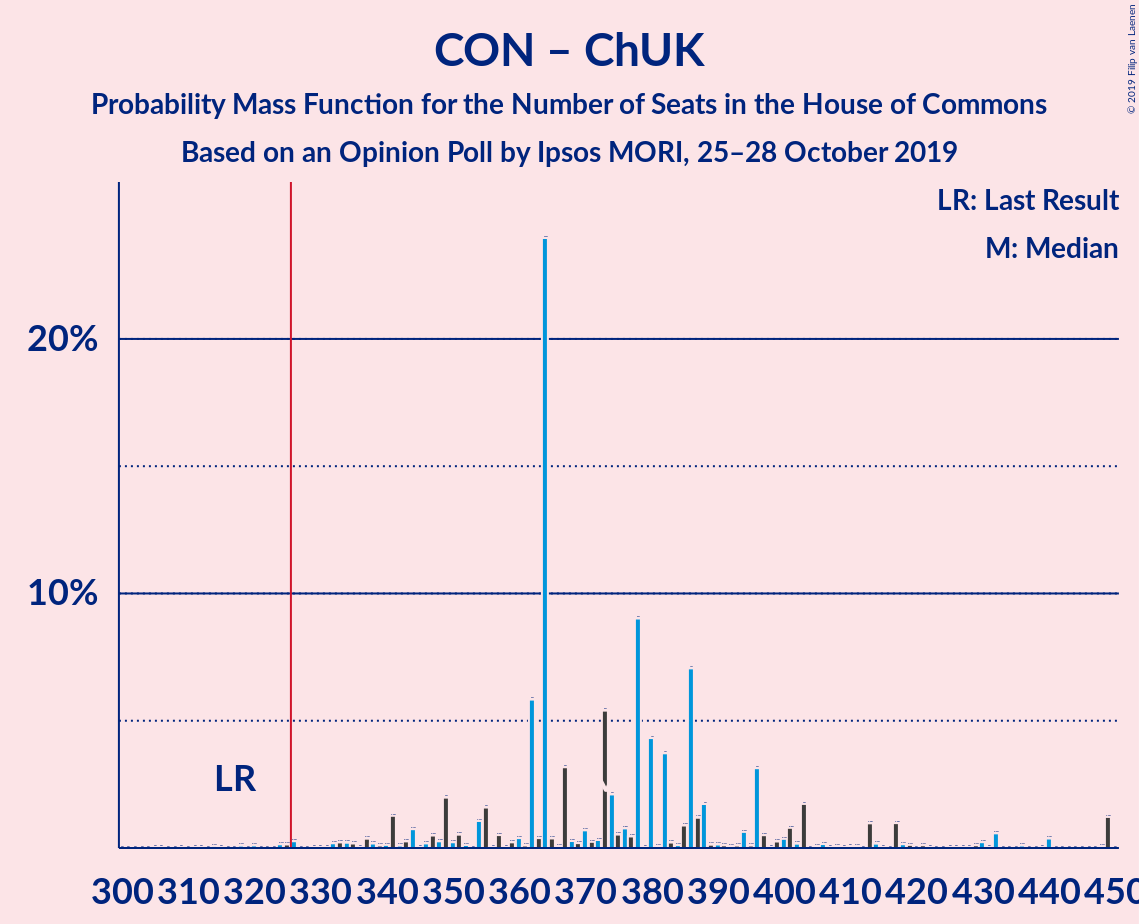 CON – ChUK
Probability Mass Function for the Number of Seats in the House of Commons
Based on an Opinion Poll by Ipsos MORI, 25–28 October 2019
© 2019 Filip van Laenen
LR: Last Result
M: Median
20%
10%
LR
300 310 320 330 340 350 360 370 380 390 400 410 420 430 440 450